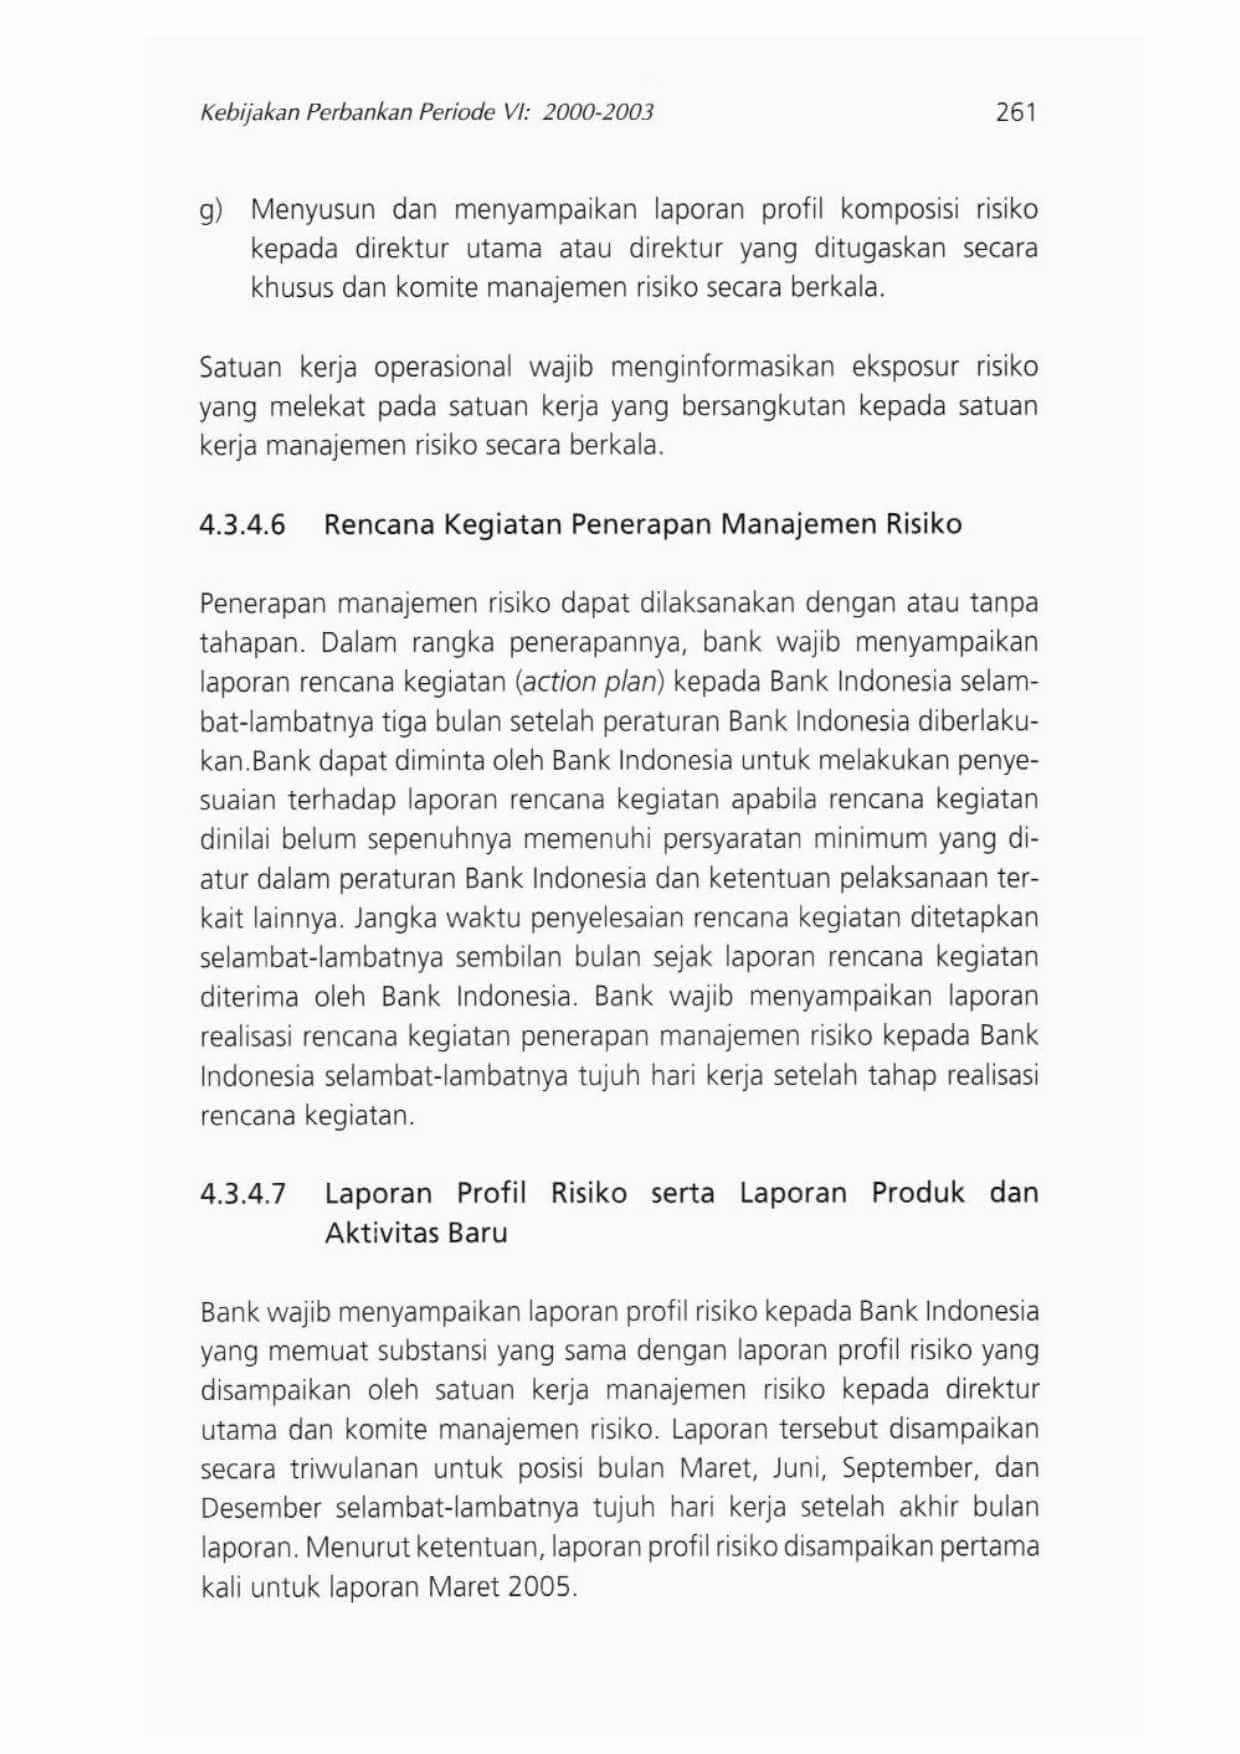 Kebijakan Perbankan Periode VI: 2000-2003 261
g) Menyusun dan menyampaikan laporan profil komposisi risiko
kepada direktur utama atau direktur yang ditugaskan secara
khusus dan komite manajemen risiko secara berkala.
Satuan kerja operasional wajib menginformasikan eksposur risiko
yang melekat pada satuan kerja yang bersangkutan kepada satuan
kerja manajemen risiko secara berkala.
4.3.4.6 Rencana Kegiatan Penerapan Manajemen Risiko
Penerapan manajemen risiko dapat dilaksanakan dengan atau tanpa
tahapan. Dalam rangka penerapannya, bank wajib menyampaikan
laporan rencana kegiatan (action plan) kepada Bank Indonesia selam-
bat-lambatnya tiga bulan setelah peraturan Bank Indonesia diberlaku-
kan.Bank dapat diminta oleh Bank Indonesia untuk melakukan penye-
suaian terhadap laporan rencana kegiatan apabila rencana kegiatan
dinilai belum sepenuhnya memenuhi persyaratan minimum yang di-
atur dalam peraturan Bank Indonesia dan ketentuan pelaksanaan ter-
kait lainnya. Jangka waktu penyelesaian rencana kegiatan ditetapkan
selambat-lambatnya sembilan bulan sejak laporan rencana kegiatan
diterima oleh Bank Indonesia. Bank wajib menyampaikan laporan
realisasi rencana kegiatan penerapan manajemen risiko kepada Bank
Indonesia selambat-lambatnya tujuh hari kerja setelah tahap realisasi
rencana kegiatan.
4.3.4.7 Laporan Profil Risiko serta Laporan Produk dan
Aktivitas Baru
Bank wajib menyampaikan laporan profil risiko kepada Bank Indonesia
yang memuat substansi yang sama dengan laporan profil risiko yang
disampaikan oleh satuan kerja manajemen risiko kepada direktur
utama dan komite manajemen risiko. Laporan tersebut disampaikan
secara triwulanan untuk posisi bulan Maret, Juni, September, dan
Desember selambat-lambatnya tujuh hari kerja setelah akhir bulan
laporan. Menurut ketentuan, laporan profil risiko disampaikan pertama
kali untuk laporan Maret 2005.